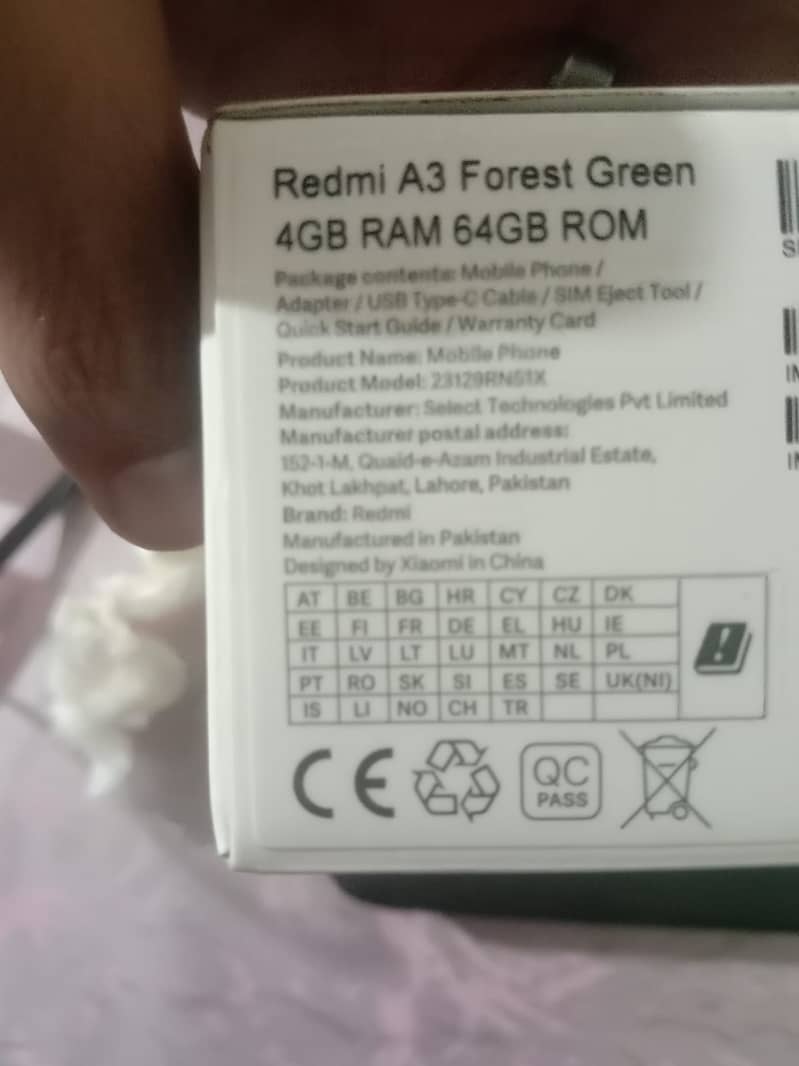 Redmi A3 Forest Green
4GB RAM 64GB ROM
Package contents: Mobile Phone /
Adapter / USB Type-C Cable / SIM Eject Tool /
Quick Start Guide / Warranty Card
Product Name: Mobile Phone
Product Model: 23129RN51X
Manufacturer: Select Technologies Pvt Limited
Manufacturer postal address:
152-1-M, Quaid-e-Azam Industrial Estate,
Khot Lakhpat, Lahore, Pakistan
Brand: Redmi
Manufactured in Pakistan
Designed by Xiaomi in China
AT BE BG HR CY CZ DK
EE FI FR DE EL HU IE
IT LV LT LU MT NL PL
PT RO SK SI ES SE UK(NI)
IS LI NO CH TR
CE
QC
PASS